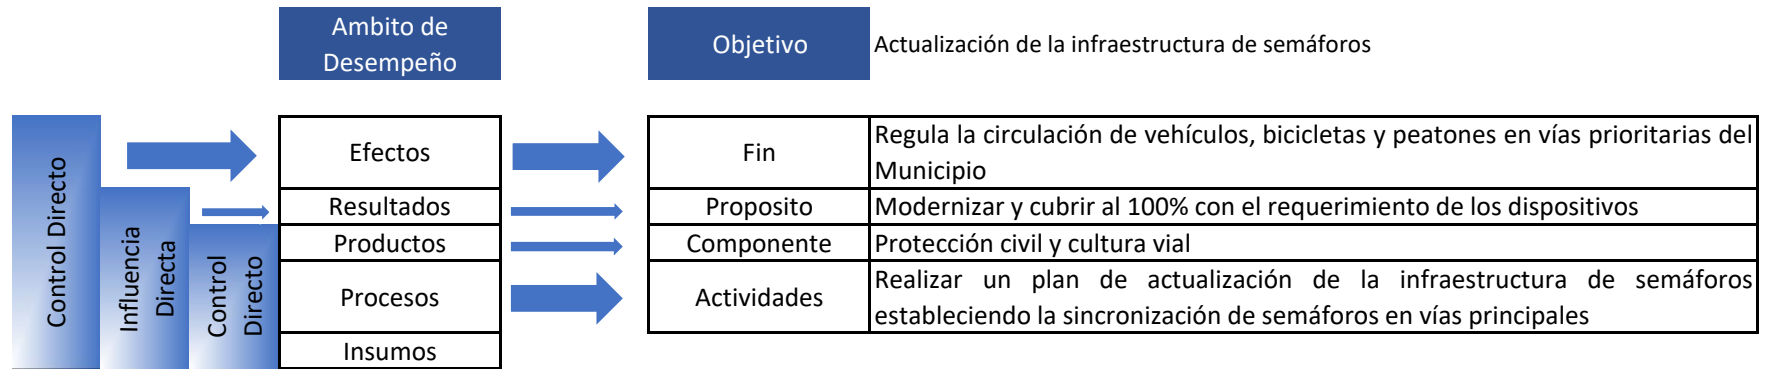 Ambito de
Desempeño
Objetivo
Actualización de la infraestructura de semáforos
Control Directo
Influencia
Directa
Control
Directo
Efectos
Fin
Regula la circulación de vehículos, bicicletas y peatones en vías prioritarias del
Municipio
Resultados
Proposito
Modernizar y cubrir al 100% con el requerimiento de los dispositivos
Productos
Componente
Protección civil y cultura vial
Procesos
Actividades
Realizar un plan de actualización de la infraestructura de semáforos
estableciendo la sincronización de semáforos en vías principales
Insumos